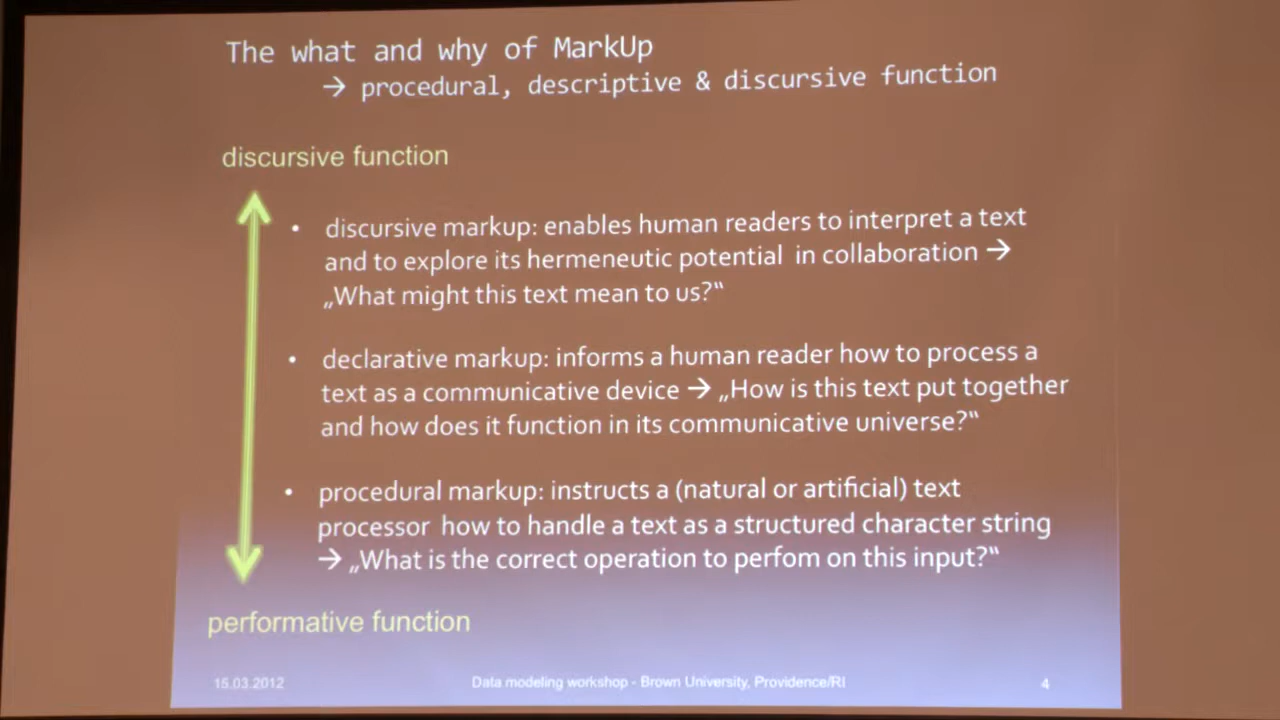 The what and why of MarkUp
→ procedural, descriptive & discursive function
discursive function
• discursive markup: enables human readers to interpret a text
and to explore its hermeneutic potential in collaboration →
„What might this text mean to us?“
• declarative markup: informs a human reader how to process a
text as a communicative device → „How is this text put together
and how does it function in its communicative universe?“
• procedural markup: instructs a (natural or artificial) text
processor how to handle a text as a structured character string
→ „What is the correct operation to perfom on this input?“
performative function
15.03.2012 Data modeling workshop - Brown University, Providence/RI 4